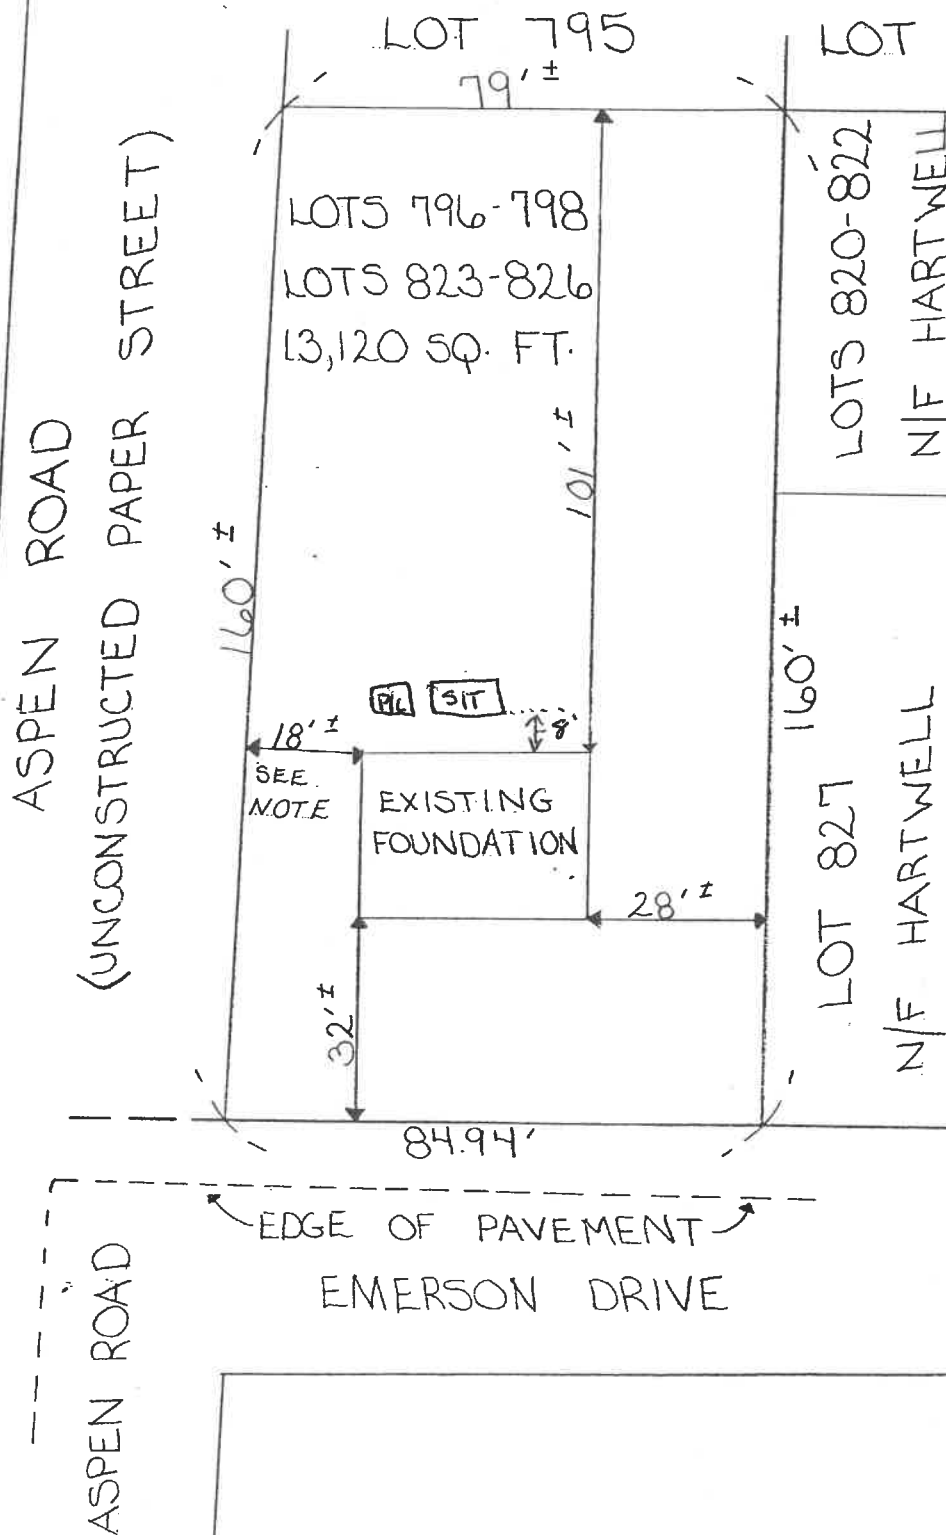 LOT 795
LOT
79'±
LOTS 796-798
LOTS 823-826
13,120 SQ. FT.
LOTS 820-822
N/F HARTWELL
ASPEN ROAD
(UNCONSTRUCTED PAPER STREET)
160'±
101'±
160'±
P/L
S/T
8'
18'±
SEE
NOTE
EXISTING
FOUNDATION
28'±
32'±
LOT 827
N/F HARTWELL
84.94'
EDGE OF PAVEMENT
EMERSON DRIVE
ASPEN ROAD